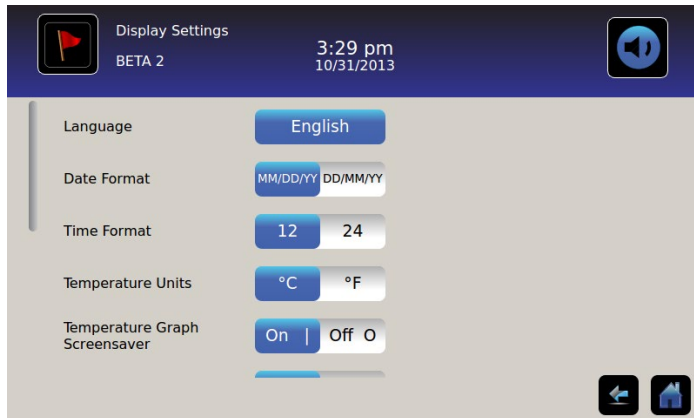 Display Settings
BETA 2
3:29 pm
10/31/2013
Language
English
Date Format
MM/DD/YY DD/MM/YY
Time Format
12 24
Temperature Units
°C °F
Temperature Graph
Screensaver
On | Off O